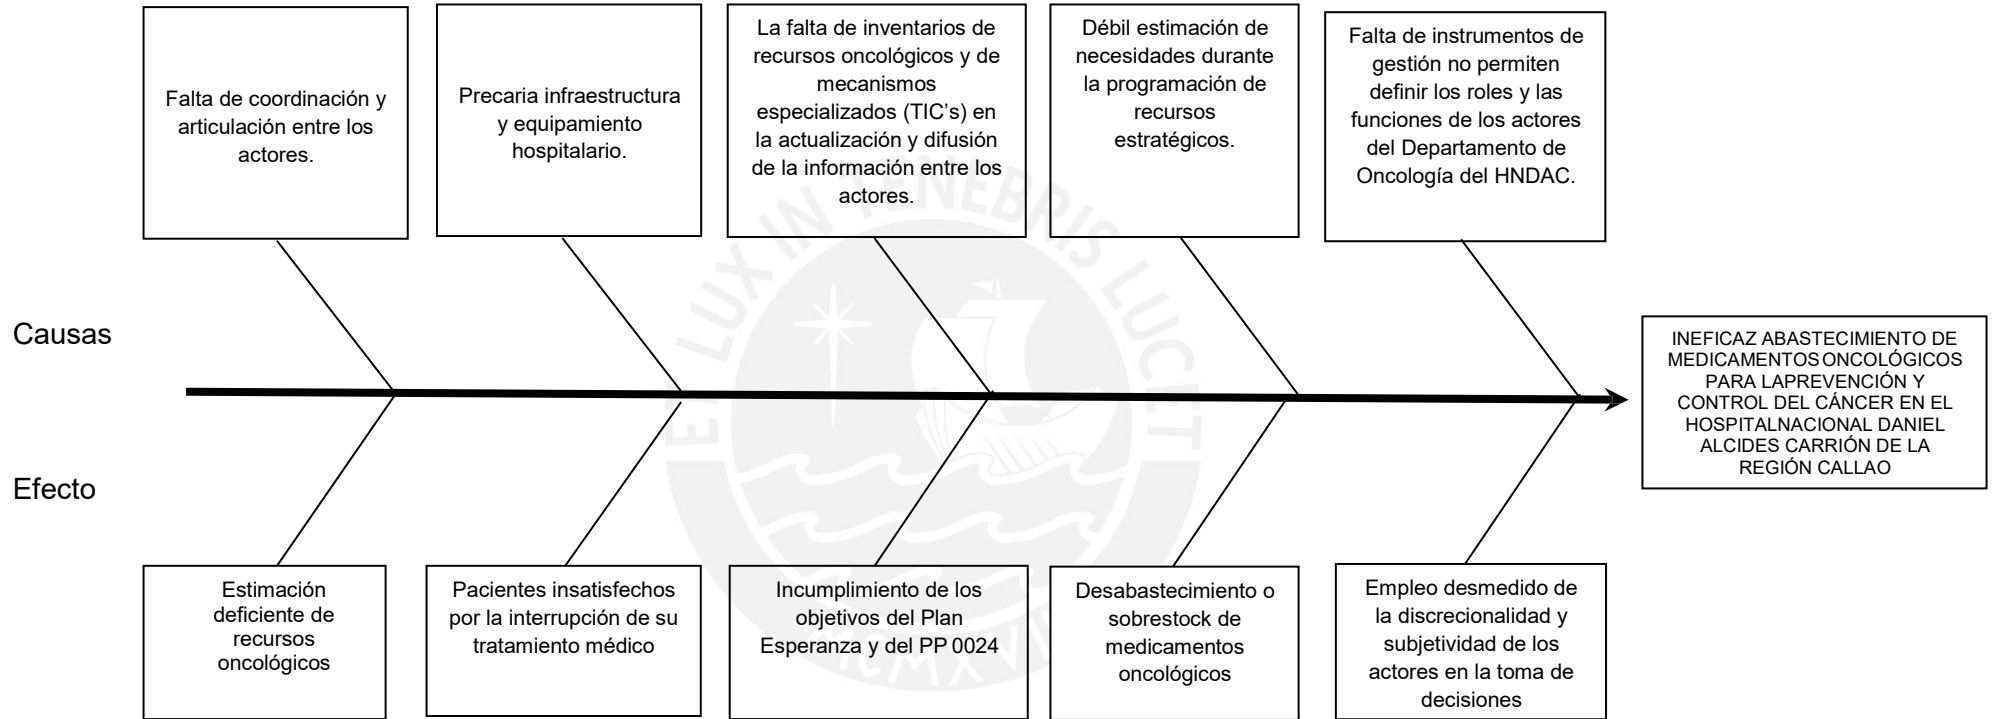 Falta de coordinación y
articulación entre los
actores.
Precaria infraestructura
y equipamiento
hospitalario.
La falta de inventarios de
recursos oncológicos y de
mecanismos
especializados (TIC's) en
la actualización y difusión
de la información entre los
actores.
Débil estimación de
necesidades durante
la programación de
recursos
estratégicos.
Falta de instrumentos de
gestión no permiten
definir los roles y las
funciones de los actores
del Departamento de
Oncología del HNDAC.
Causas
INEFICAZ ABASTECIMIENTO DE
MEDICAMENTOS ONCOLÓGICOS
PARA LAPREVENCIÓN Y
CONTROL DEL CÁNCER EN EL
HOSPITALNACIONAL DANIEL
ALCIDES CARRIÓN DE LA
REGIÓN CALLAO
Efecto
Estimación
deficiente de
recursos
oncológicos
Pacientes insatisfechos
por la interrupción de su
tratamiento médico
Incumplimiento de los
objetivos del Plan
Esperanza y del PP 0024
Desabastecimiento o
sobrestock de
medicamentos
oncológicos
Empleo desmedido de
la discrecionalidad y
subjetividad de los
actores en la toma de
decisiones
ET LUX IN TENEBRIS LUCET